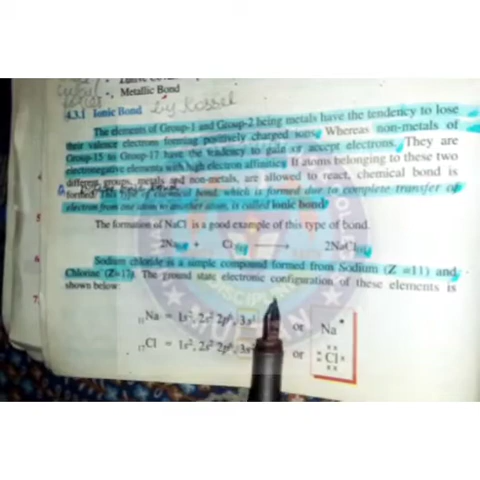 Metallic Bond
4.3.1 Ionic Bond by Kossel
The elements of Group-1 and Group-2 being metals have the tendency to lose
their valence electrons forming positively charged ions. Whereas non-metals of
Group-15 to Group-17 have the tendency to gain or accept electrons. They are
electronegative elements with high electron affinities. If atoms belonging to these two
different groups, metals and non-metals, are allowed to react, chemical bond is
formed. This type of chemical bond, which is formed due to complete transfer of
electron from one atom to another atom, is called ionic bond.
The formation of NaCl is a good example of this type of bond.
2Na + Cl ⟶ 2NaCl
Sodium chloride is a simple compound formed from Sodium (Z =11) and
Chlorine (Z=17). The ground state electronic configuration of these elements is
shown below:
₁₁Na = 1s², 2s² 2p⁶, 3s¹ or Na
₁₇Cl = 1s², 2s² 2p⁶, 3s² or Cl